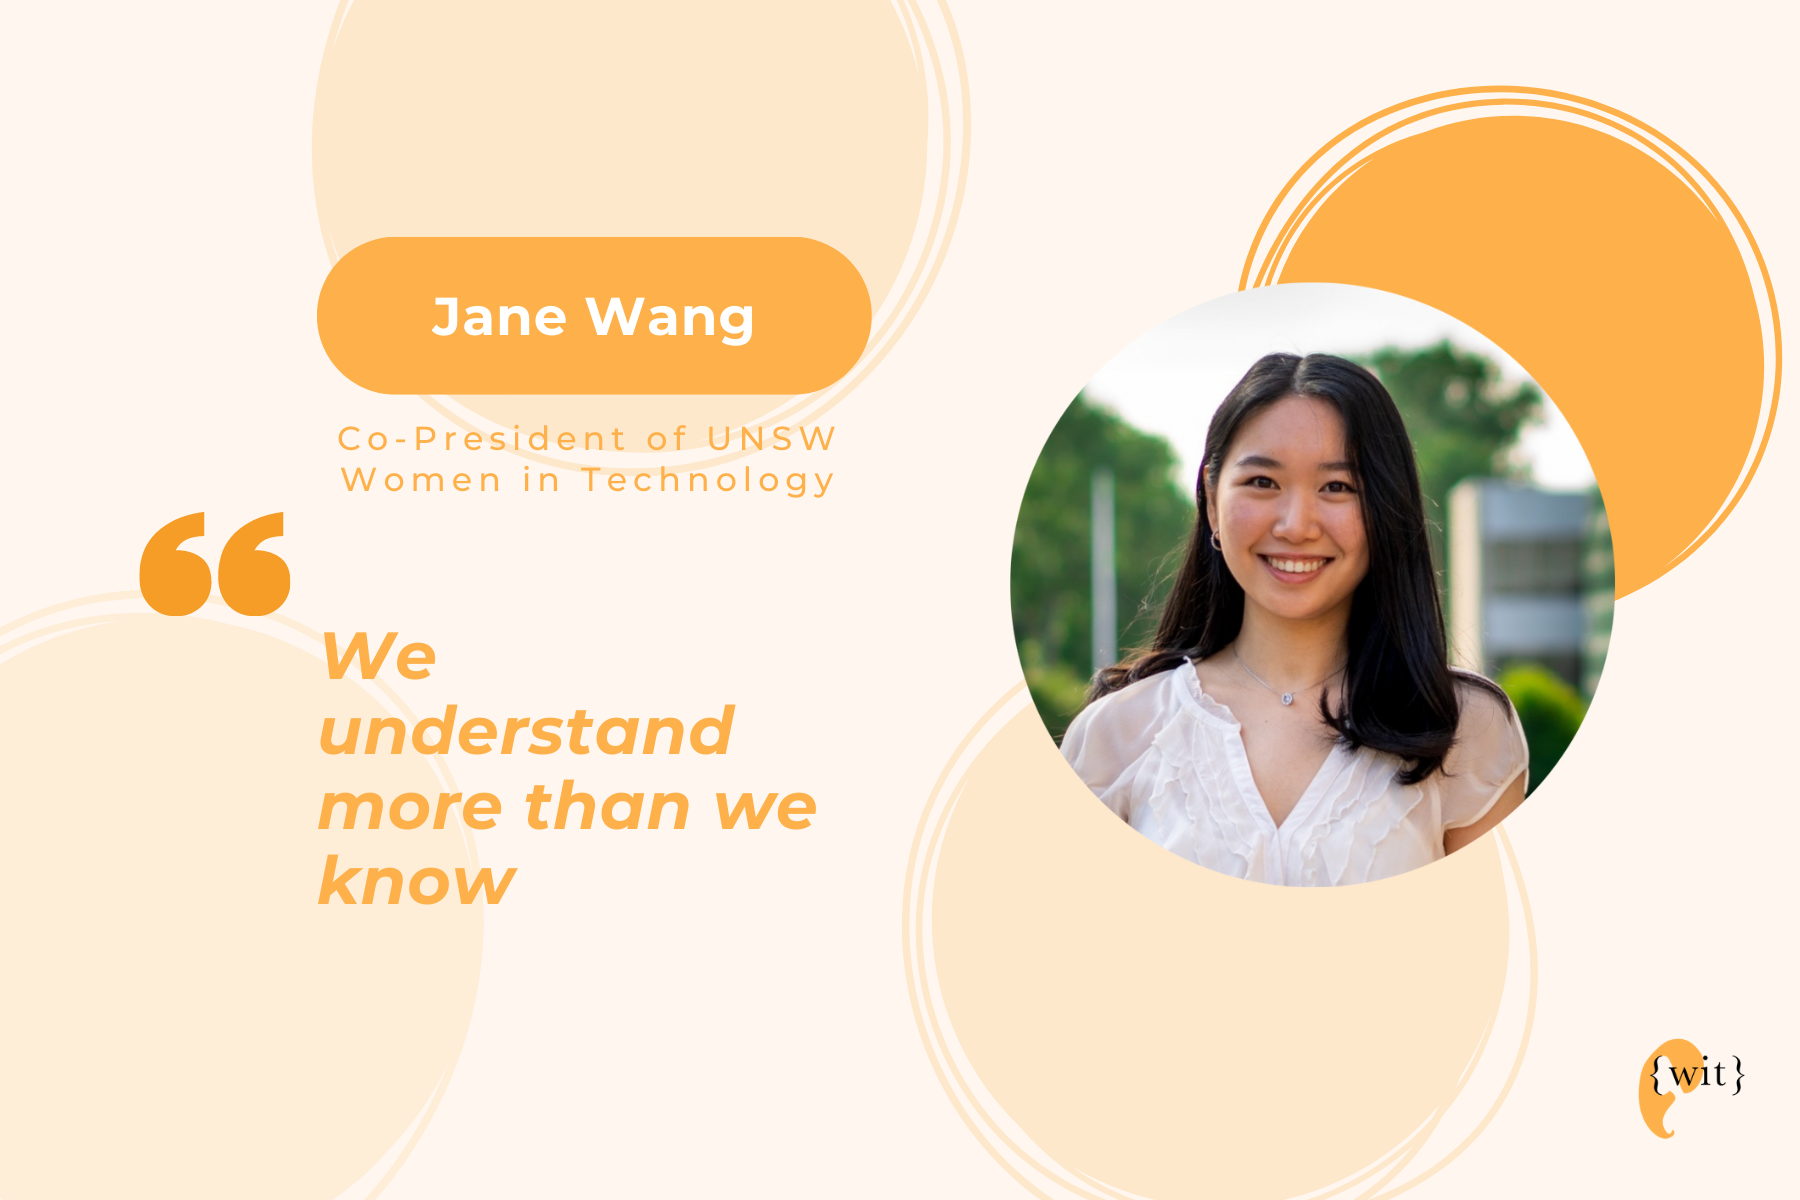 Jane Wang
Co-President of UNSW
Women in Technology
“
We
understand
more than we
know
{wit}